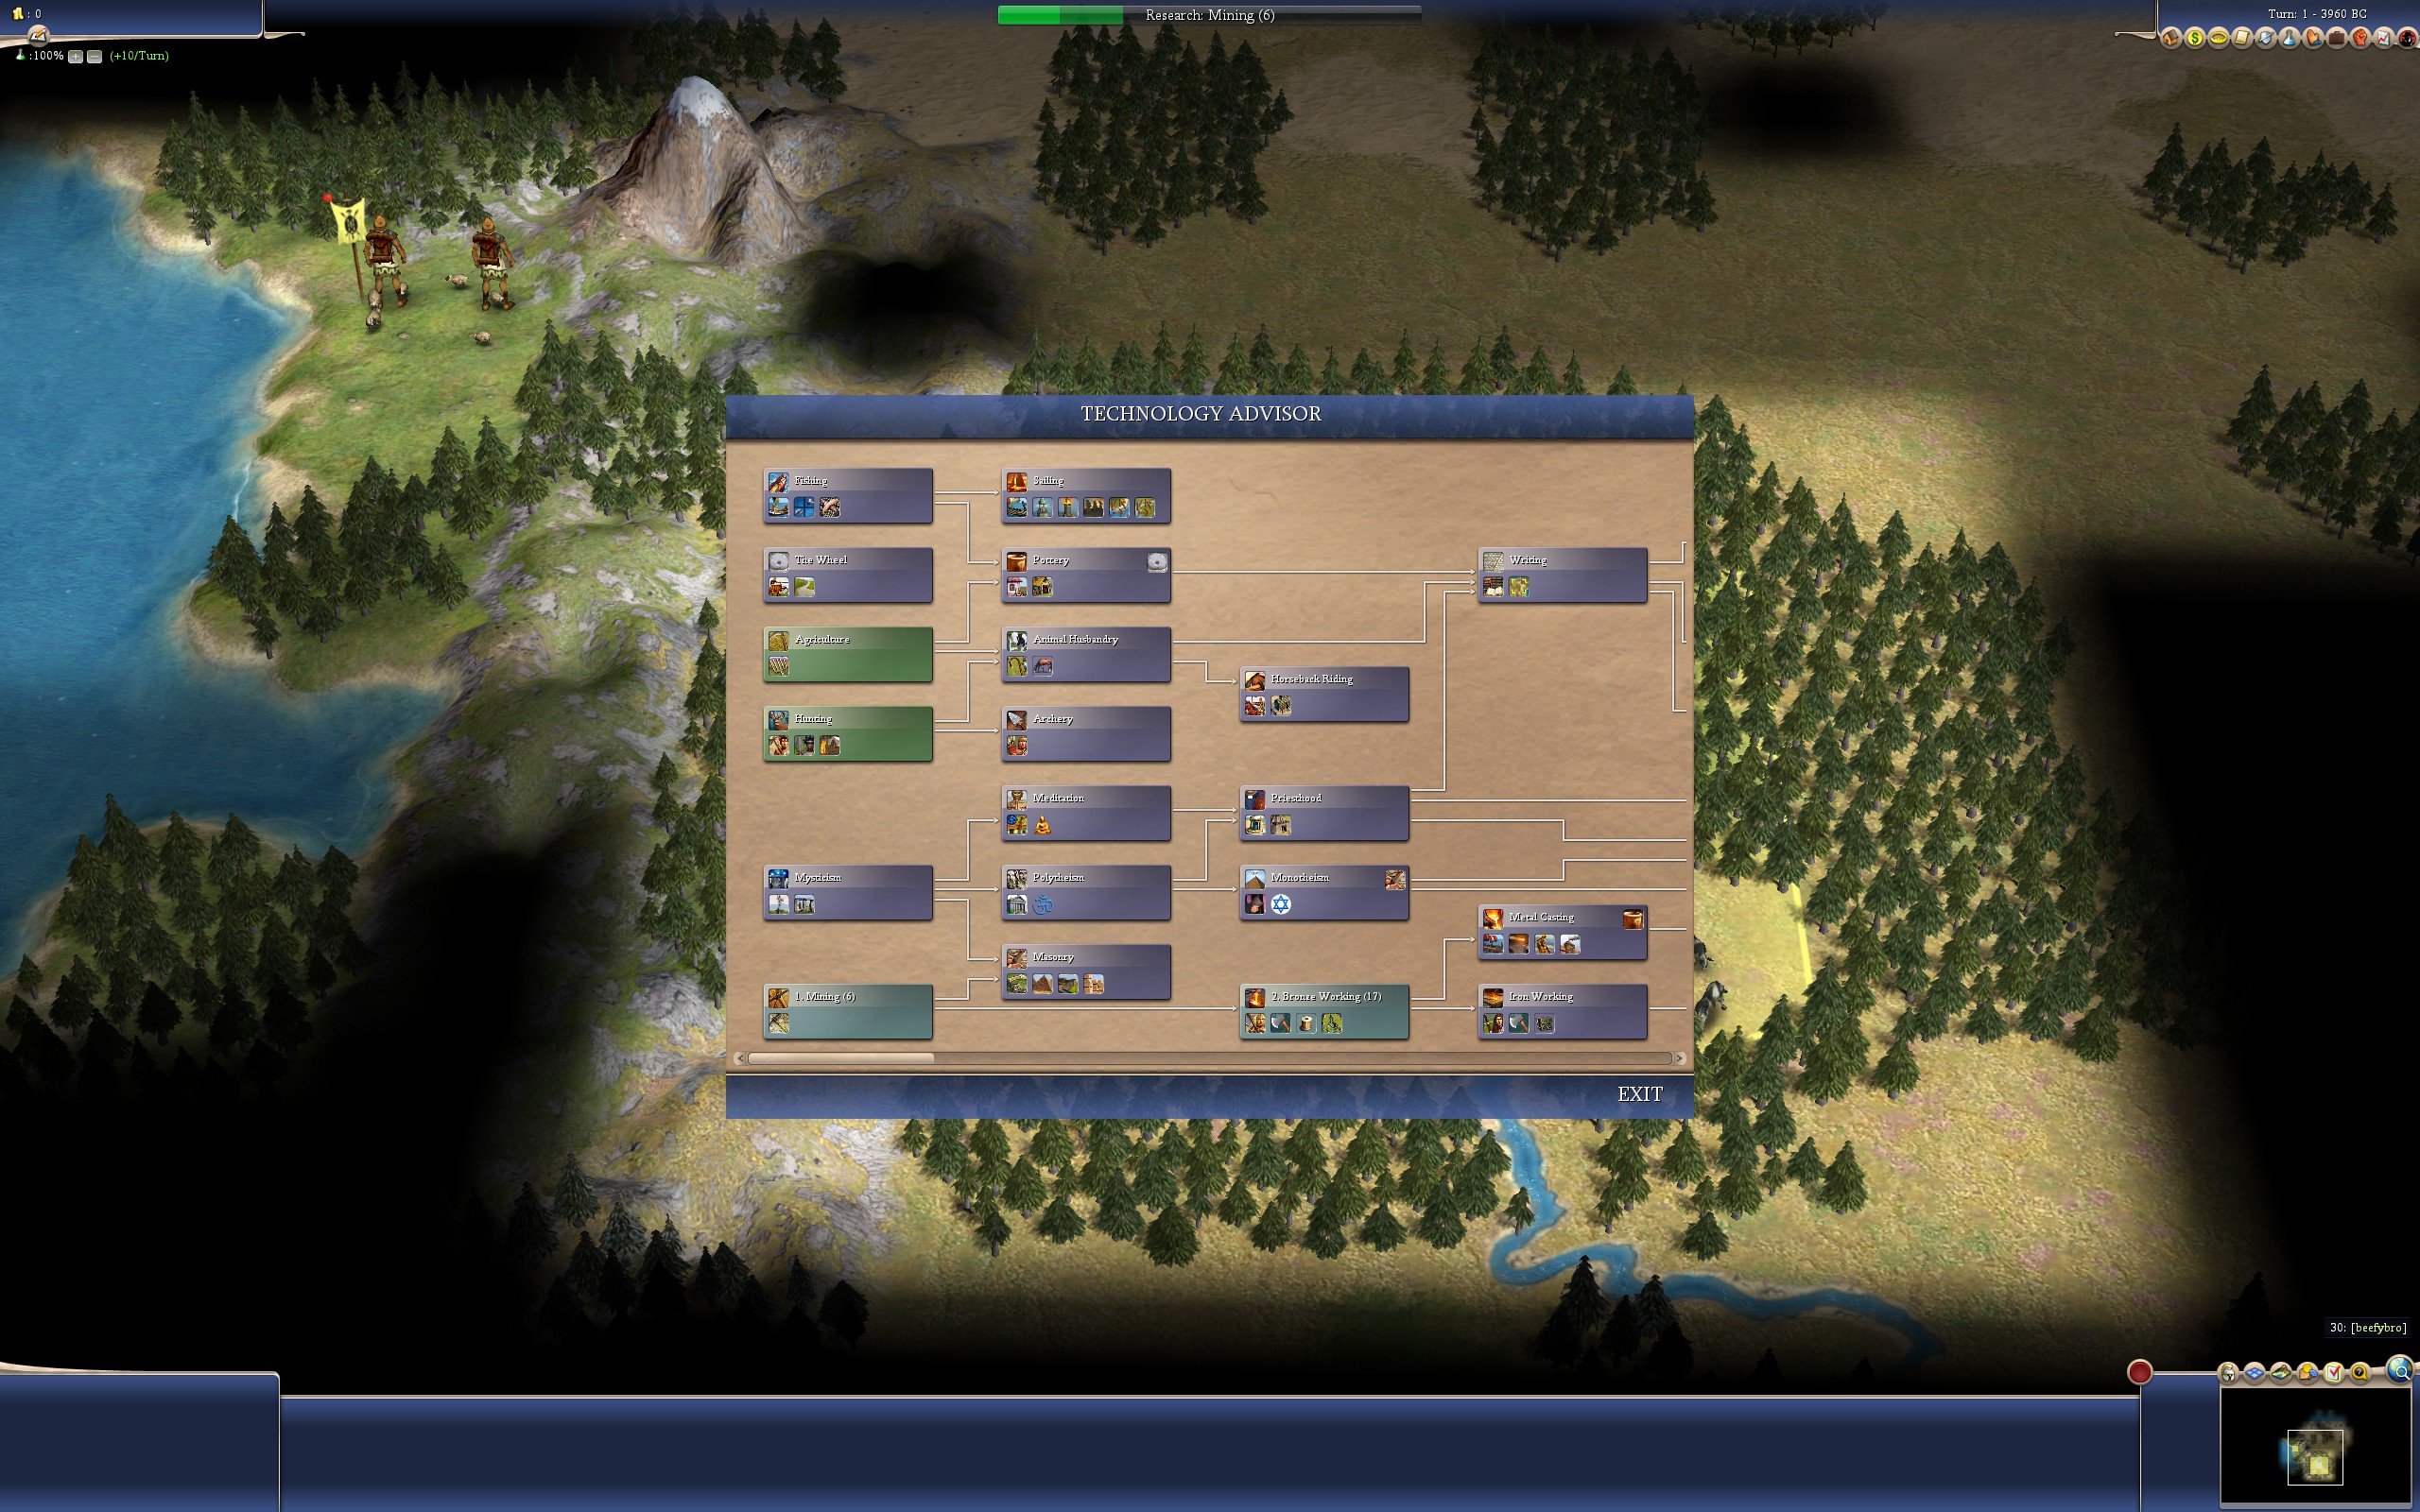 : 0
Research: Mining (6)
Turn: 1 - 3960 BC
:100%
(+10/Turn)
TECHNOLOGY ADVISOR
Fishing
Sailing
The Wheel
Pottery
Writing
Agriculture
Animal Husbandry
Horseback Riding
Hunting
Archery
Meditation
Priesthood
Mysticism
Polytheism
Monotheism
Metal Casting
Masonry
1. Mining (6)
2. Bronze Working (17)
Iron Working
EXIT
30: [beefybro]